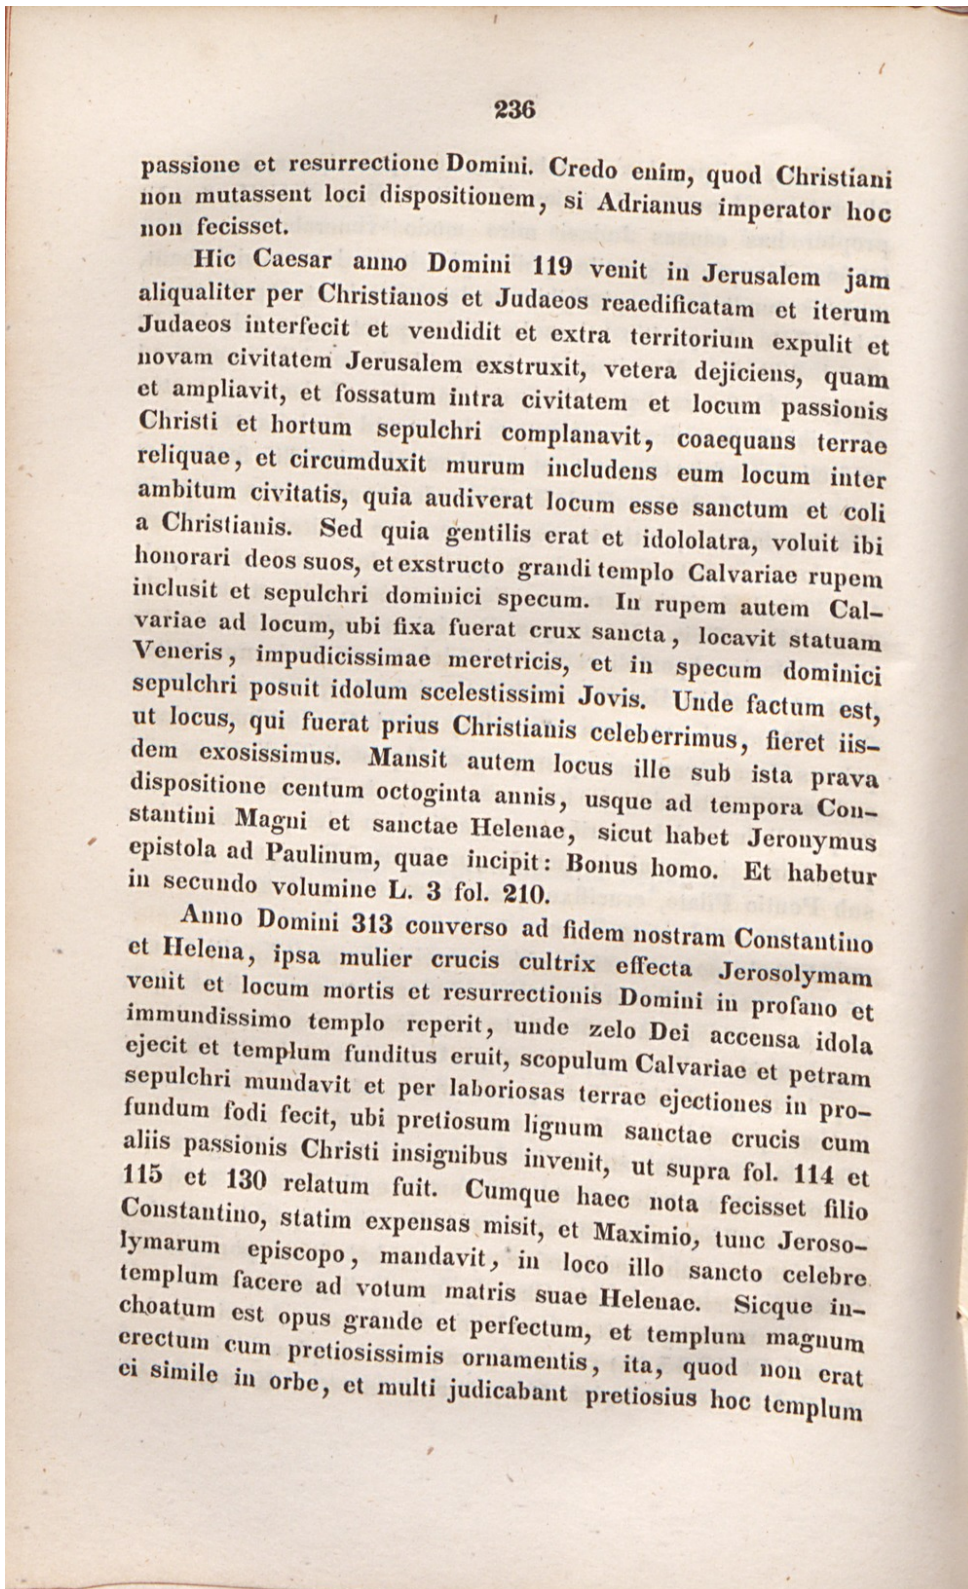 236
passione et resurrectione Domini. Credo enim, quod Christiani
non mutassent loci dispositionem, si Adrianus imperator hoc
non fecisset.
Hic Caesar anno Domini 119 venit in Jerusalem jam
aliqualiter per Christianos et Judaeos reaedificatam et iterum
Judaeos interfecit et vendidit et extra territorium expulit et
novam civitatem Jerusalem exstruxit, vetera dejiciens, quam
et ampliavit, et fossatum intra civitatem et locum passionis
Christi et hortum sepulchri complanavit, coaequans terrae
reliquae, et circumduxit murum includens eum locum inter
ambitum civitatis, quia audiverat locum esse sanctum et coli
a Christianis. Sed quia gentilis erat et idololatra, voluit ibi
honorari deos suos, et exstructo grandi templo Calvariae rupem
inclusit et sepulchri dominici specum. In rupem autem Cal-
variae ad locum, ubi fixa fuerat crux sancta, locavit statuam
Veneris, impudicissimae meretricis, et in specum dominici
sepulchri posuit idolum scelestissimi Jovis. Unde factum est,
ut locus, qui fuerat prius Christianis celeberrimus, fieret iis-
dem exosissimus. Mansit autem locus ille sub ista prava
dispositione centum octoginta annis, usque ad tempora Con-
stantini Magni et sanctae Helenae, sicut habet Jeronymus
epistola ad Paulinum, quae incipit: Bonus homo. Et habetur
in secundo volumine L. 3 fol. 210.
Anno Domini 313 converso ad fidem nostram Constantino
et Helena, ipsa mulier crucis cultrix effecta Jerosolymam
venit et locum mortis et resurrectionis Domini in profano et
immundissimo templo reperit, unde zelo Dei accensa idola
ejecit et templum funditus eruit, scopulum Calvariae et petram
sepulchri mundavit et per laboriosas terrae ejectiones in pro-
fundum fodi fecit, ubi pretiosum lignum sanctae crucis cum
aliis passionis Christi insignibus invenit, ut supra fol. 114 et
115 et 130 relatum fuit. Cumque haec nota fecisset filio
Constantino, statim expensas misit, et Maximio, tunc Jeroso-
lymarum episcopo, mandavit, in loco illo sancto celebre
templum facere ad votum matris suae Helenae. Sicque in-
choatum est opus grande et perfectum, et templum magnum
erectum cum pretiosissimis ornamentis, ita, quod non erat
ei simile in orbe, et multi judicabant pretiosius hoc templum